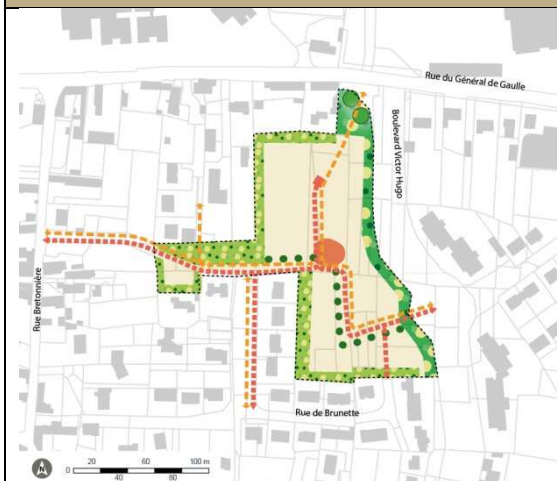 Rue du Général de Gaulle
Boulevard Victor Hugo
Rue Bretonnière
Rue de Brunette
N
0 20 60 100 m
40 80